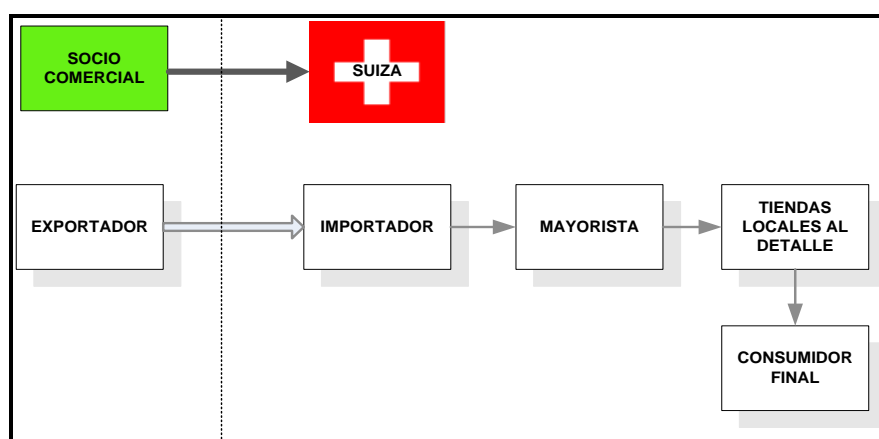 SOCIO
COMERCIAL
SUIZA
EXPORTADOR
IMPORTADOR
MAYORISTA
TIENDAS
LOCALES AL
DETALLE
CONSUMIDOR
FINAL